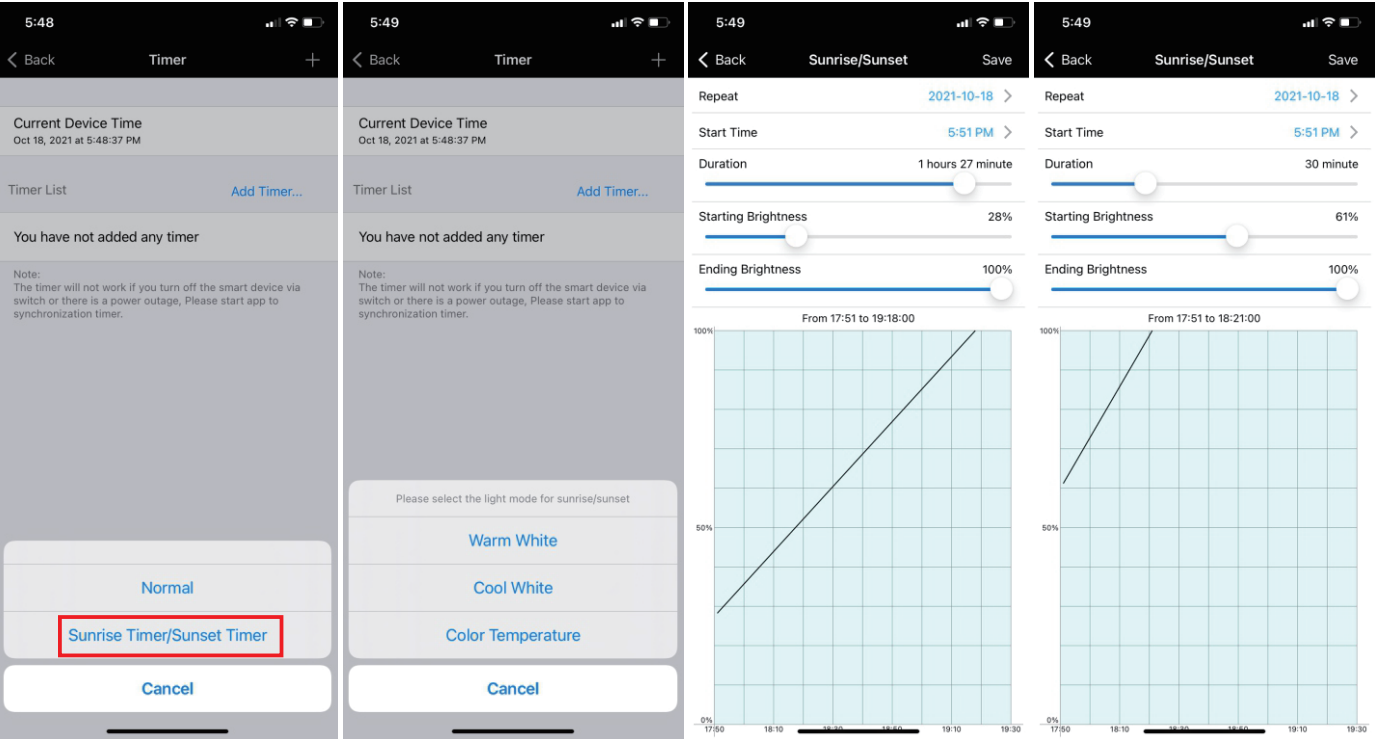 5:48
Back
Timer
+
Current Device Time
Oct 18, 2021 at 5:48:37 PM
Timer List
Add Timer...
You have not added any timer
Note:
The timer will not work if you turn off the smart device via
switch or there is a power outage, Please start app to
synchronization timer.
Normal
Sunrise Timer/Sunset Timer
Cancel
5:49
Back
Timer
+
Current Device Time
Oct 18, 2021 at 5:48:37 PM
Timer List
Add Timer...
You have not added any timer
Note:
The timer will not work if you turn off the smart device via
switch or there is a power outage, Please start app to
synchronization timer.
Please select the light mode for sunrise/sunset
Warm White
Cool White
Color Temperature
Cancel
5:49
Back
Sunrise/Sunset
Save
Repeat
2021-10-18
Start Time
5:51 PM
Duration
1 hours 27 minute
Starting Brightness
28%
Ending Brightness
100%
From 17:51 to 19:18:00
100%
50%
0%
17:50 18:10 18:30 18:50 19:10 19:30
5:49
Back
Sunrise/Sunset
Save
Repeat
2021-10-18
Start Time
5:51 PM
Duration
30 minute
Starting Brightness
61%
Ending Brightness
100%
From 17:51 to 18:21:00
100%
50%
0%
17:50 18:10 18:30 18:50 19:10 19:30